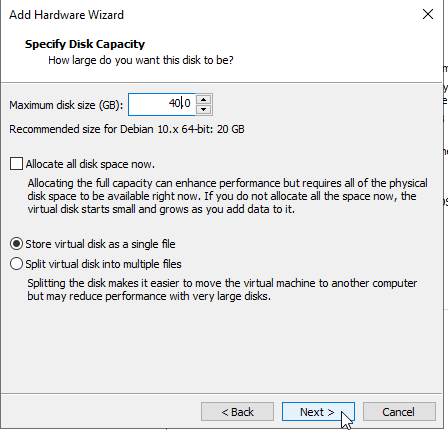 Add Hardware Wizard
Specify Disk Capacity
How large do you want this disk to be?
Maximum disk size (GB): 40.0
Recommended size for Debian 10.x 64-bit: 20 GB
Allocate all disk space now.
Allocating the full capacity can enhance performance but requires all of the physical
disk space to be available right now. If you do not allocate all the space now, the
virtual disk starts small and grows as you add data to it.
Store virtual disk as a single file
Split virtual disk into multiple files
Splitting the disk makes it easier to move the virtual machine to another computer
but may reduce performance with very large disks.
< Back Next > Cancel